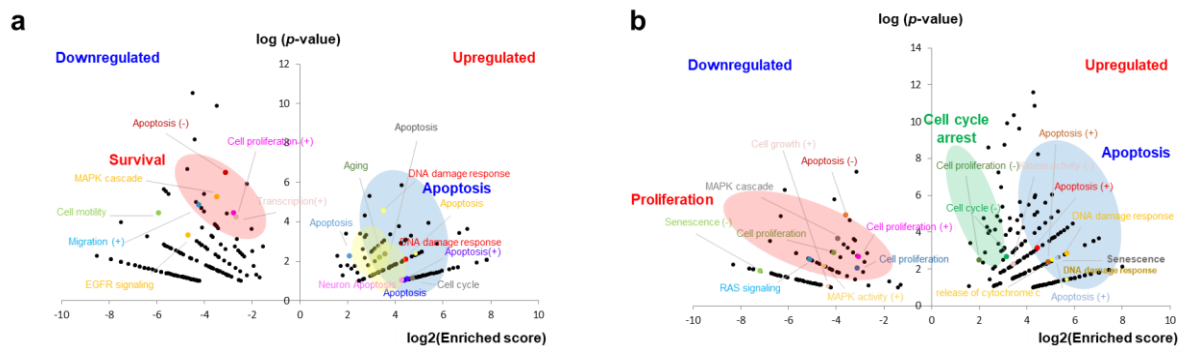 a
log (p-value)
Downregulated
Upregulated
12
10
8
6
4
2
0
Apoptosis (-)
Cell proliferation (+)
Survival
MAPK cascade
Transcription(+)
Cell motility
Migration (+)
EGFR signaling
Apoptosis
Aging
DNA damage response
Apoptosis
Apoptosis
Apoptosis
DNA damage response
Apoptosis(+)
Neuron Apoptosis
Cell cycle
Apoptosis
-10 -8 -6 -4 -2 0 2 4 6 8 10
log2(Enriched score)
b
log (p-value)
Downregulated
Upregulated
14
12
10
8
6
4
2
0
Cell growth (+)
Apoptosis (-)
MAPK cascade
Proliferation
Senescence (-)
Cell proliferation
Cell proliferation (+)
Cell proliferation
RAS signaling
MAPK activity (+)
Cell cycle
arrest
Apoptosis (+)
Apoptosis
Cell proliferation (-)
activity (-)
Apoptosis (+)
Cell cycle (-)
DNA damage response
Senescence
DNA damage response
release of cytochrome c
Apoptosis (+)
-10 -8 -6 -4 -2 0 2 4 6 8 10
log2(Enriched score)